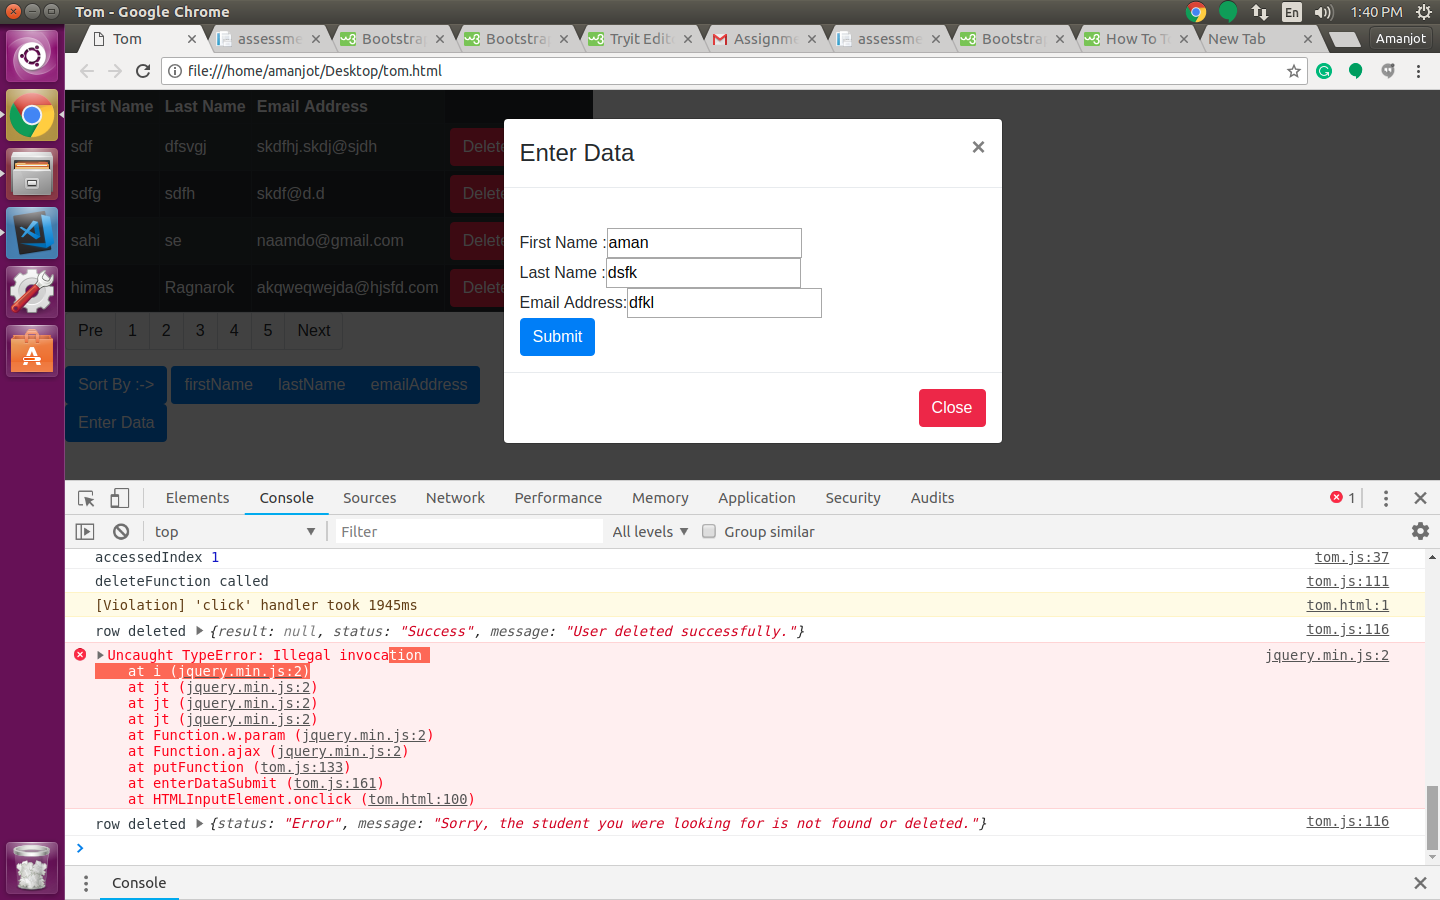 Tom - Google Chrome
En
1:40 PM
Tom
assessme
Bootstrap
Bootstrap
Tryit Edit
Assignme
assessme
Bootstrap
How To T
New Tab
Amanjot
file:///home/amanjot/Desktop/tom.html
First Name Last Name Email Address
sdf dfsvgj skdfhj.skdj@sjdh Delete
sdfg sdfh skdf@d.d Delete
sahi se naamdo@gmail.com Delete
himas Ragnarok akqweqwejda@hjsfd.com Delete
Pre 1 2 3 4 5 Next
Sort By :-> firstName lastName emailAddress
Enter Data
Enter Data ×
First Name :aman
Last Name :dsfk
Email Address:dfkl
Submit
Close
Elements Console Sources Network Performance Memory Application Security Audits 1
top Filter All levels Group similar
accessedIndex 1 tom.js:37
deleteFunction called tom.js:111
[Violation] 'click' handler took 1945ms tom.html:1
row deleted {result: null, status: "Success", message: "User deleted successfully."} tom.js:116
Uncaught TypeError: Illegal invocation jquery.min.js:2
at i (jquery.min.js:2)
at jt (jquery.min.js:2)
at jt (jquery.min.js:2)
at jt (jquery.min.js:2)
at Function.w.param (jquery.min.js:2)
at Function.ajax (jquery.min.js:2)
at putFunction (tom.js:133)
at enterDataSubmit (tom.js:161)
at HTMLInputElement.onclick (tom.html:100)
row deleted {status: "Error", message: "Sorry, the student you were looking for is not found or deleted."} tom.js:116
Console